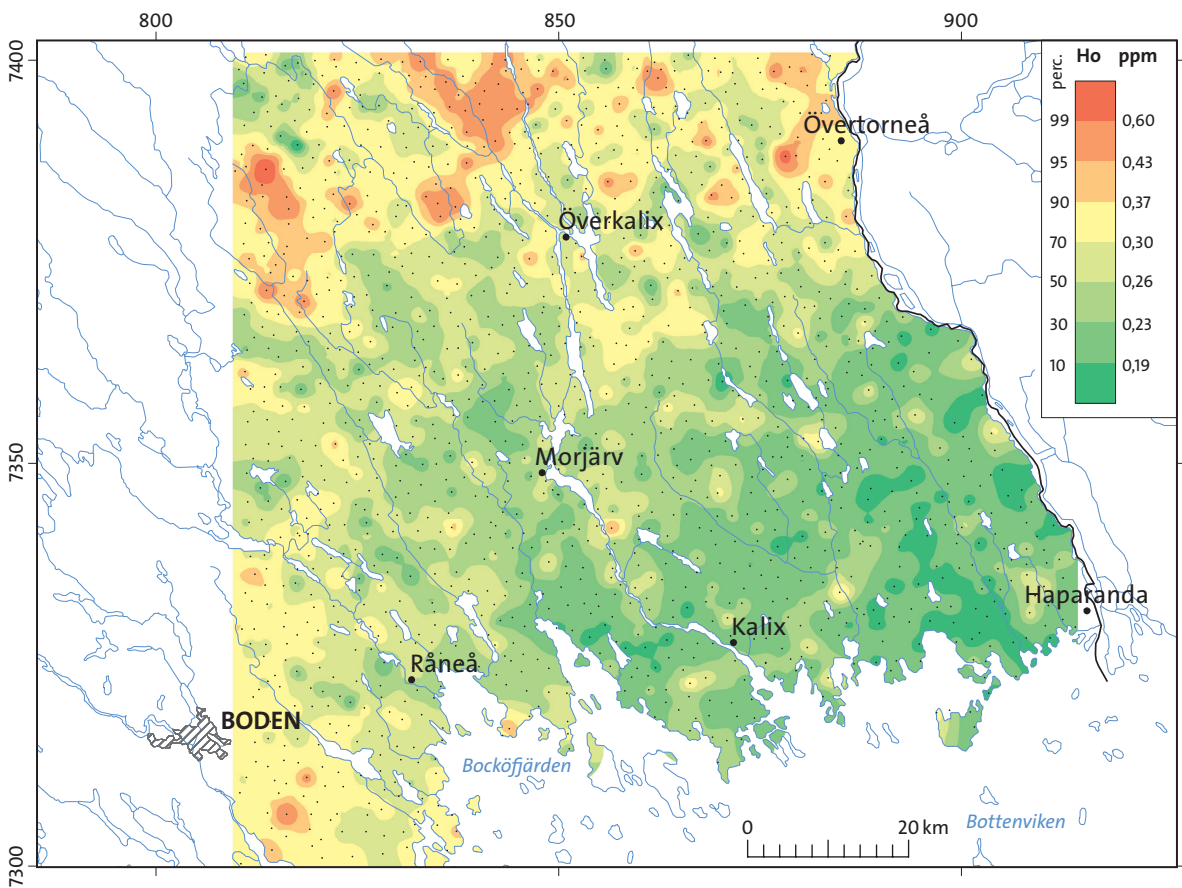 800 850 900
7400
7350
7300
perc. Ho ppm
99 0,60
95 0,43
90 0,37
70 0,30
50 0,26
30 0,23
10 0,19
Övertorneå
Överkalix
Morjärv
Haparanda
Kalix
Råneå
BODEN
Bocköfjärden
Bottenviken
0 20 km